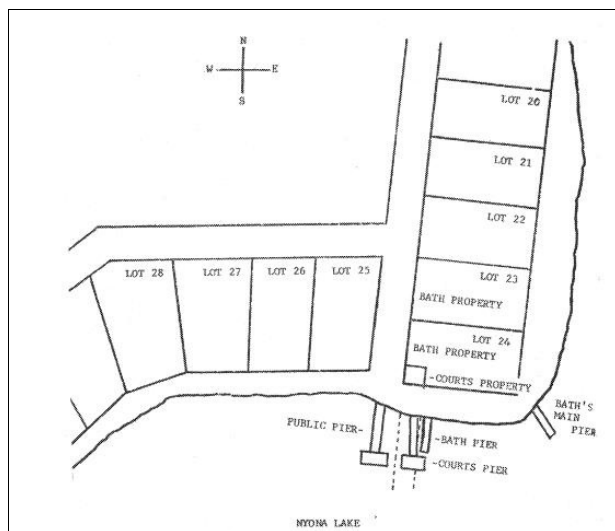 N
W E
S
LOT 20
LOT 21
LOT 22
LOT 28 LOT 27 LOT 26 LOT 25
LOT 23
BATH PROPERTY
LOT 24
BATH PROPERTY
-COURTS PROPERTY
BATH'S
MAIN
PIER
PUBLIC PIER-
-BATH PIER
-COURTS PIER
NYONA LAKE